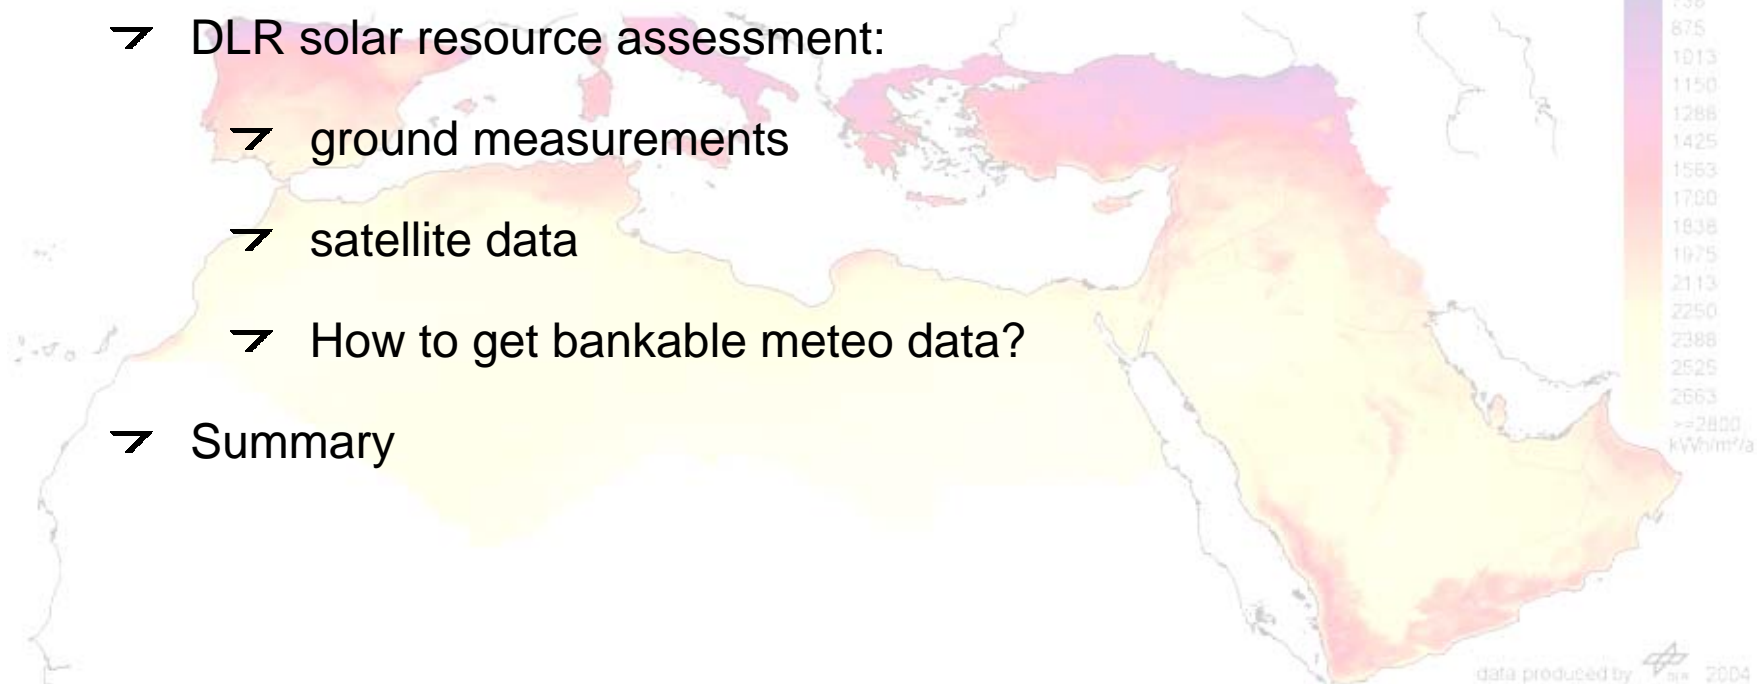 DLR solar resource assessment:
ground measurements
satellite data
How to get bankable meteo data?
Summary
875
1013
1150
1288
1425
1563
1700
1838
1975
2113
2250
2388
2525
2663
>=2800
kWh/m²/a
data produced by DLR 2004